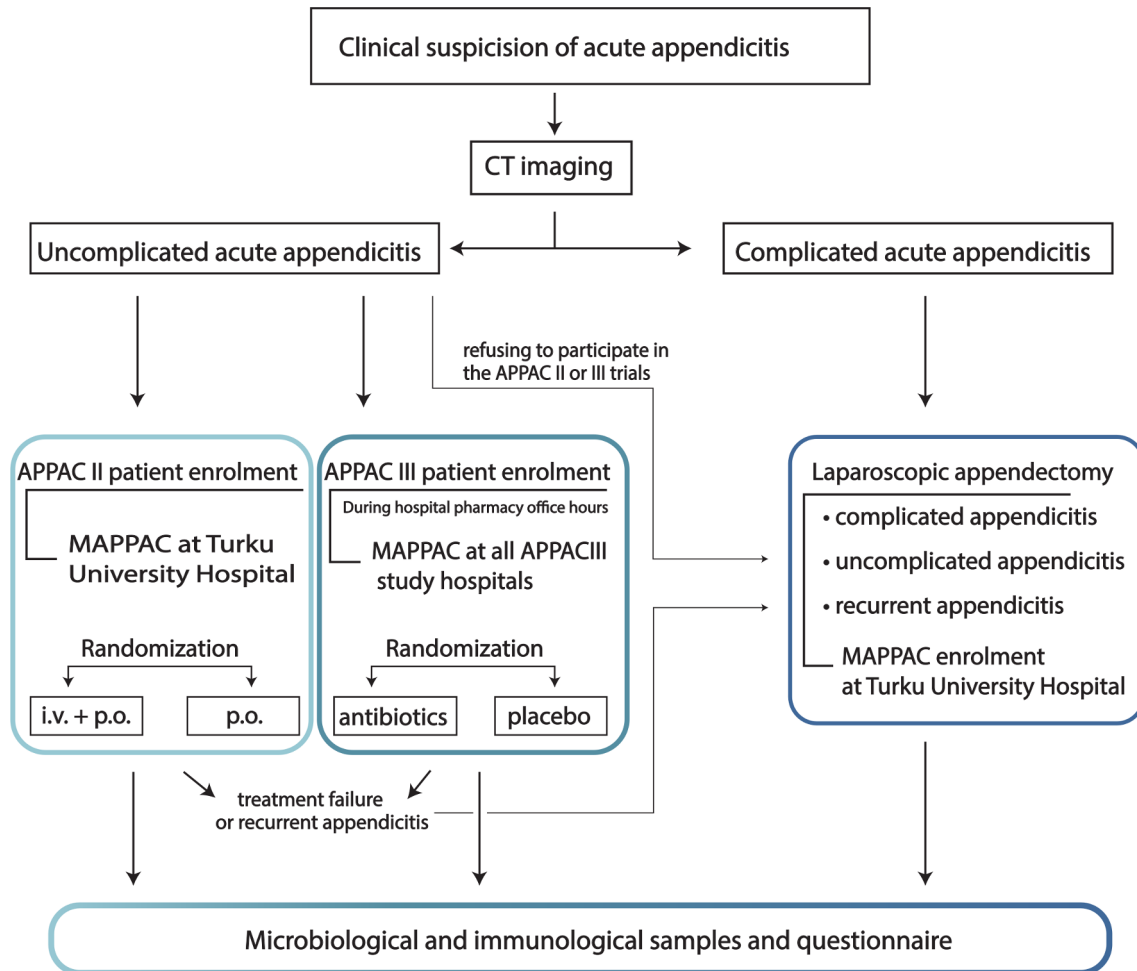 Clinical suspicision of acute appendicitis
CT imaging
Uncomplicated acute appendicitis
Complicated acute appendicitis
refusing to participate in
the APPAC II or III trials
APPAC II patient enrolment
MAPPAC at Turku
University Hospital
Randomization
i.v. + p.o.
p.o.
APPAC III patient enrolment
During hospital pharmacy office hours
MAPPAC at all APPACIII
study hospitals
Randomization
antibiotics
placebo
Laparoscopic appendectomy
• complicated appendicitis
• uncomplicated appendicitis
• recurrent appendicitis
MAPPAC enrolment
at Turku University Hospital
treatment failure
or recurrent appendicitis
Microbiological and immunological samples and questionnaire